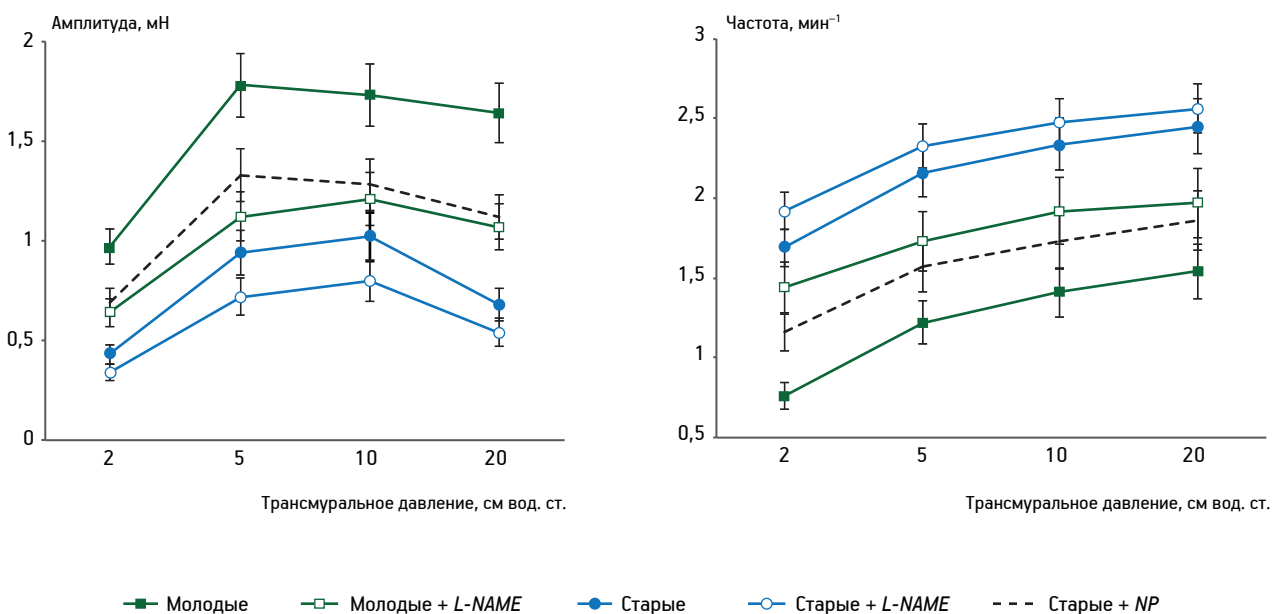 Амплитуда, мН
2
1,5
1
0,5
0
2 5 10 20
Трансмуральное давление, см вод. ст.
Частота, мин⁻¹
3
2,5
2
1,5
1
0,5
2 5 10 20
Трансмуральное давление, см вод. ст.
Молодые Молодые + L-NAME Старые Старые + L-NAME Старые + NP